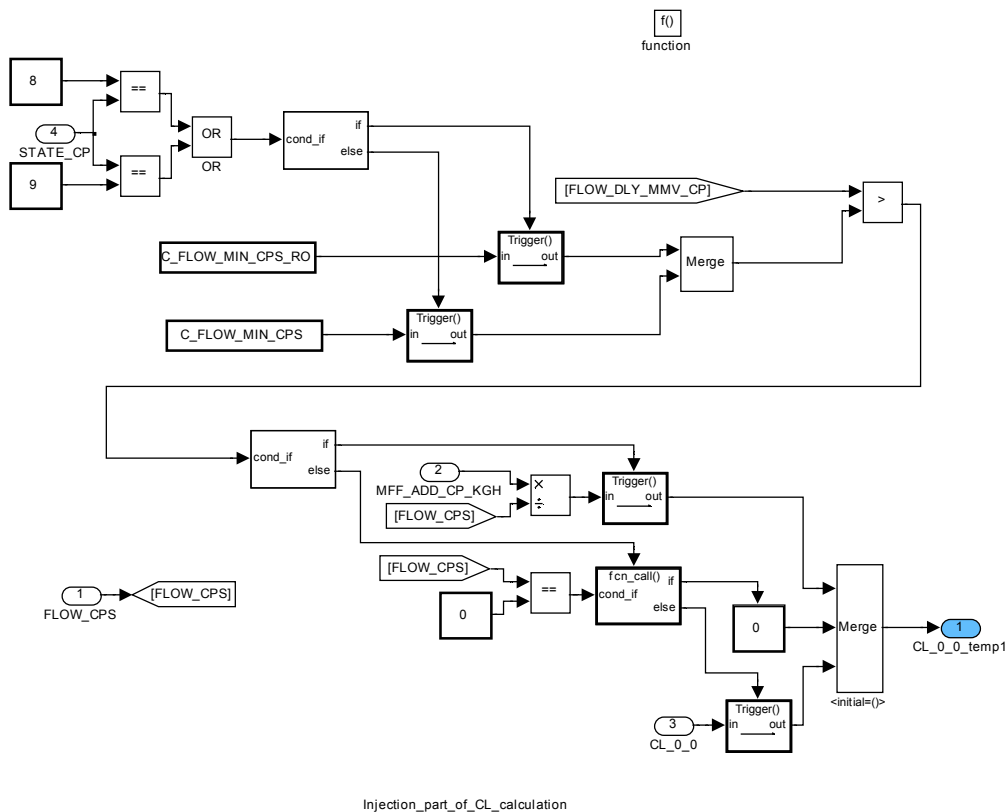 f()
function
8
==
4
STATE_CP
OR
OR
cond_if
if
else
9
==
[FLOW_DLY_MMV_CP]
>
Trigger()
in
out
C_FLOW_MIN_CPS_RO
Merge
Trigger()
in
out
C_FLOW_MIN_CPS
cond_if
if
else
2
MFF_ADD_CP_KGH
×
÷
Trigger()
in
out
[FLOW_CPS]
[FLOW_CPS]
==
0
fcn_call()
cond_if
if
else
1
FLOW_CPS
[FLOW_CPS]
0
Merge
<initial=()>
1
CL_0_0_temp1
3
CL_0_0
Trigger()
in
out
Injection_part_of_CL_calculation